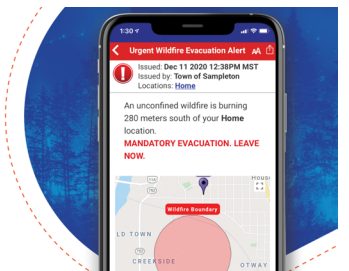 1:30
Urgent Wildfire Evacuation Alert AA
Issued: Dec 11 2020 12:38PM MST
Issued by: Town of Sampleton
Locations: Home
An unconfined wildfire is burning
280 meters south of your Home
location.
MANDATORY EVACUATION. LEAVE
NOW.
Wildfire Boundary
LD TOWN
CREEKSIDE
OTWAY